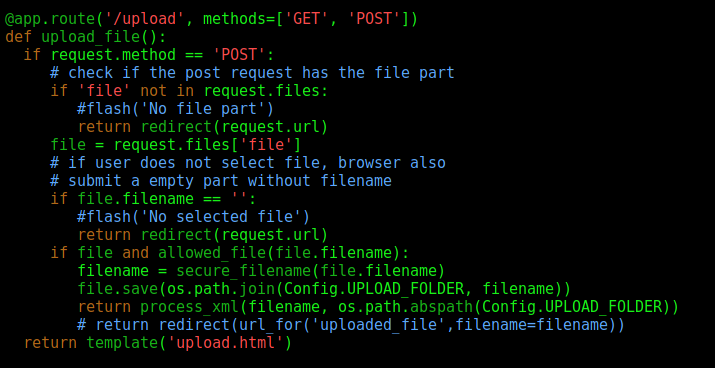 @app.route('/upload', methods=['GET', 'POST'])
def upload_file():
  if request.method == 'POST':
     # check if the post request has the file part
     if 'file' not in request.files:
        #flash('No file part')
        return redirect(request.url)
     file = request.files['file']
     # if user does not select file, browser also
     # submit a empty part without filename
     if file.filename == '':
        #flash('No selected file')
        return redirect(request.url)
     if file and allowed_file(file.filename):
        filename = secure_filename(file.filename)
        file.save(os.path.join(Config.UPLOAD_FOLDER, filename))
        return process_xml(filename, os.path.abspath(Config.UPLOAD_FOLDER))
        # return redirect(url_for('uploaded_file',filename=filename))
  return template('upload.html')